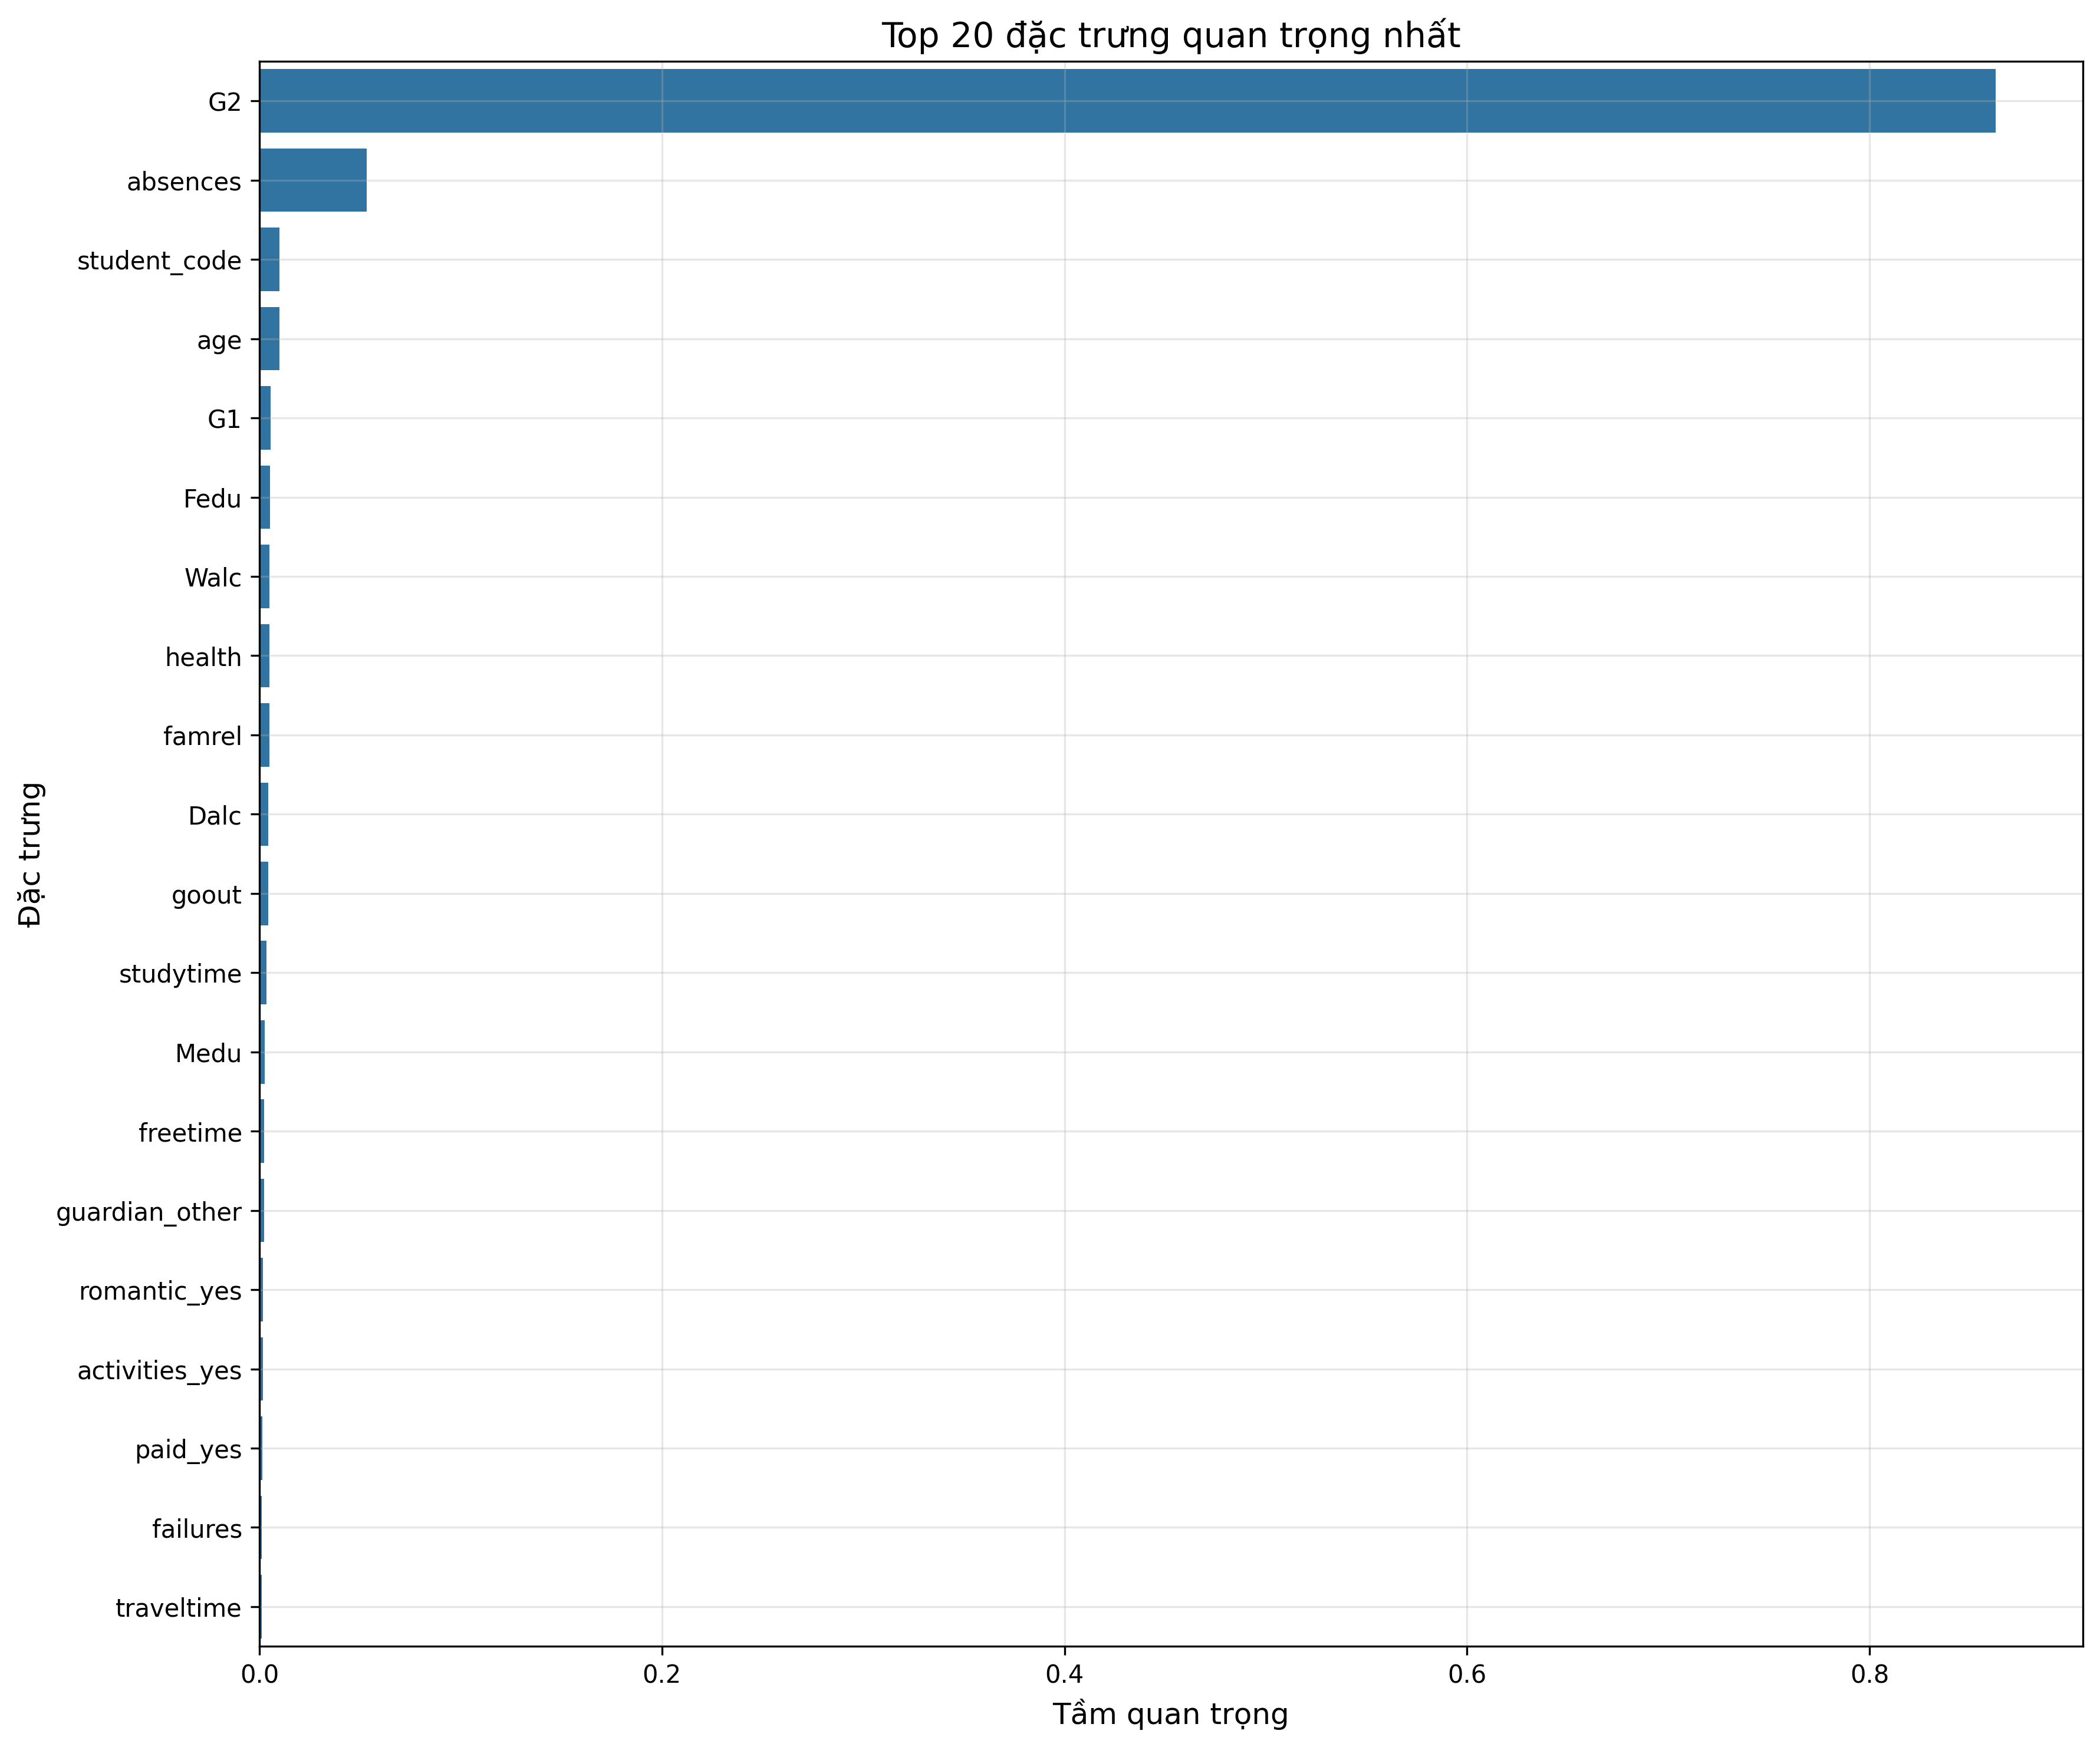 Top 20 đặc trưng quan trọng nhất
G2
absences
student_code
age
G1
Fedu
Walc
health
famrel
Dalc
goout
studytime
Medu
freetime
guardian_other
romantic_yes
activities_yes
paid_yes
failures
traveltime
Đặc trưng
0.0 0.2 0.4 0.6 0.8
Tầm quan trọng